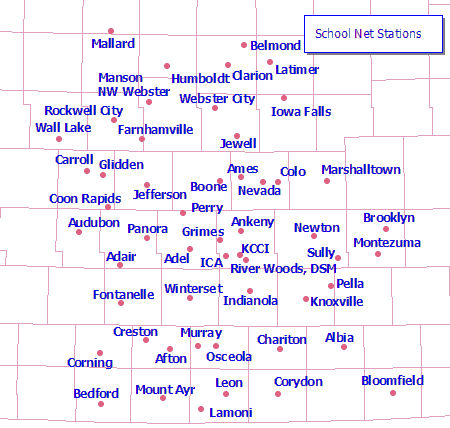 School Net Stations
Mallard
Belmond
Manson
Humboldt
Clarion
Latimer
NW Webster
Webster City
Rockwell City
Iowa Falls
Wall Lake
Farnhamville
Jewell
Carroll
Glidden
Ames
Colo
Marshalltown
Boone
Nevada
Coon Rapids
Jefferson
Perry
Audubon
Panora
Grimes
Ankeny
Newton
Brooklyn
Adair
Adel
ICA
KCCI
Sully
Montezuma
River Woods, DSM
Fontanelle
Winterset
Indianola
Pella
Knoxville
Creston
Murray
Chariton
Albia
Corning
Afton
Osceola
Bedford
Mount Ayr
Leon
Corydon
Bloomfield
Lamoni